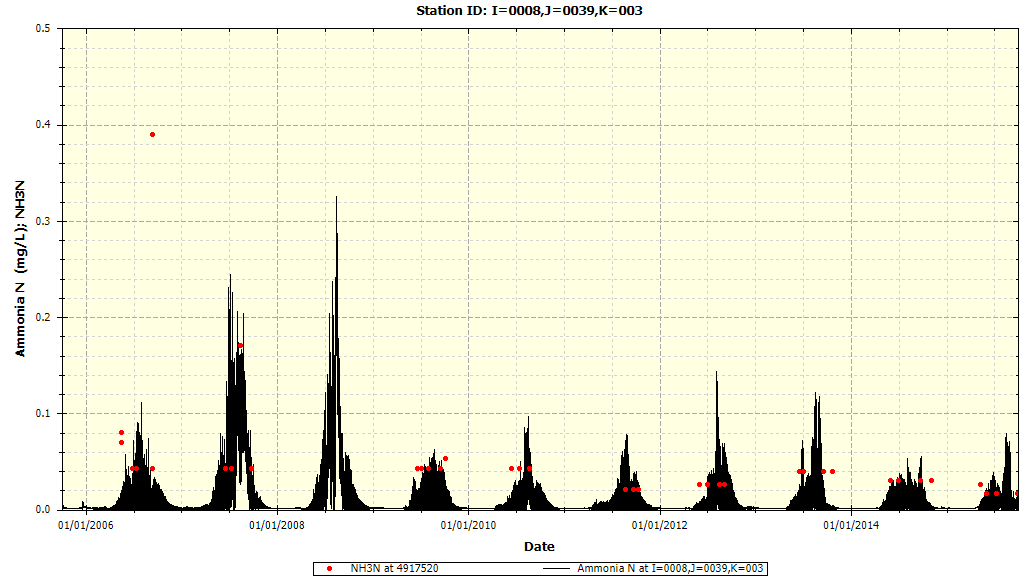 Station ID: I=0008,J=0039,K=003
0.5
0.4
0.3
0.2
0.1
0.0
Ammonia N (mg/L); NH3N
01/01/2006 01/01/2008 01/01/2010 01/01/2012 01/01/2014
Date
NH3N at 4917520 Ammonia N at I=0008,J=0039,K=003